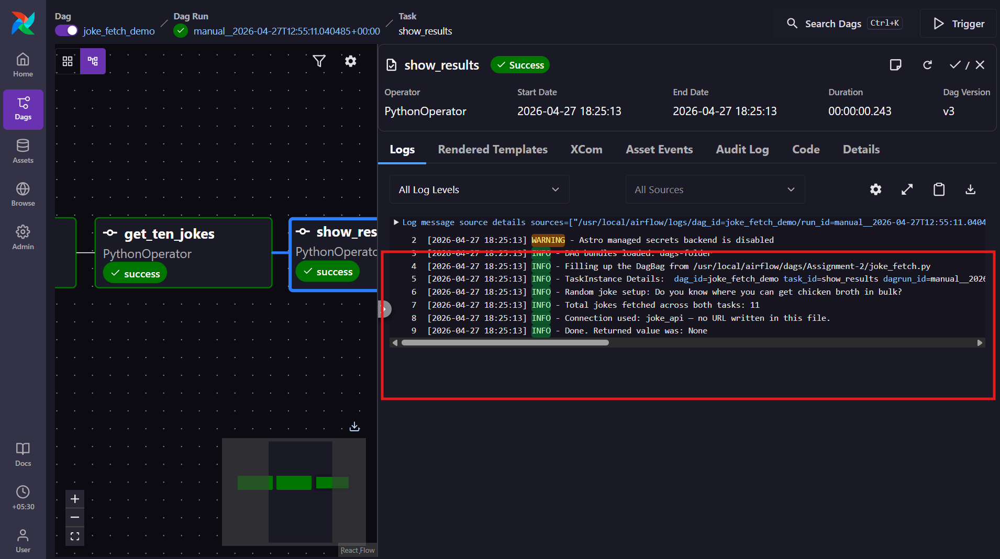 Dag
joke_fetch_demo
Dag Run
manual__2026-04-27T12:55:11.040485+00:00
Task
show_results
Search Dags
Ctrl+K
Trigger
Home
Dags
Assets
Browse
Admin
Docs
+05:30
User
get_ten_jokes
PythonOperator
success
show_res
PythonOperato
success
React Flow
show_results
Success
/
Operator
PythonOperator
Start Date
2026-04-27 18:25:13
End Date
2026-04-27 18:25:13
Duration
00:00:00.243
Dag Version
v3
Logs Rendered Templates XCom Asset Events Audit Log Code Details
All Log Levels
All Sources
Log message source details sources=["/usr/local/airflow/logs/dag_id=joke_fetch_demo/run_id=manual__2026-04-27T12:55:11.0404
2 [2026-04-27 18:25:13] WARNING - Astro managed secrets backend is disabled
3 [2026-04-27 18:25:13] INFO - DAG bundles loaded: dags-folder
4 [2026-04-27 18:25:13] INFO - Filling up the DagBag from /usr/local/airflow/dags/Assignment-2/joke_fetch.py
5 [2026-04-27 18:25:13] INFO - TaskInstance Details: dag_id=joke_fetch_demo task_id=show_results dagrun_id=manual__2026
6 [2026-04-27 18:25:13] INFO - Random joke setup: Do you know where you can get chicken broth in bulk?
7 [2026-04-27 18:25:13] INFO - Total jokes fetched across both tasks: 11
8 [2026-04-27 18:25:13] INFO - Connection used: joke_api — no URL written in this file.
9 [2026-04-27 18:25:13] INFO - Done. Returned value was: None